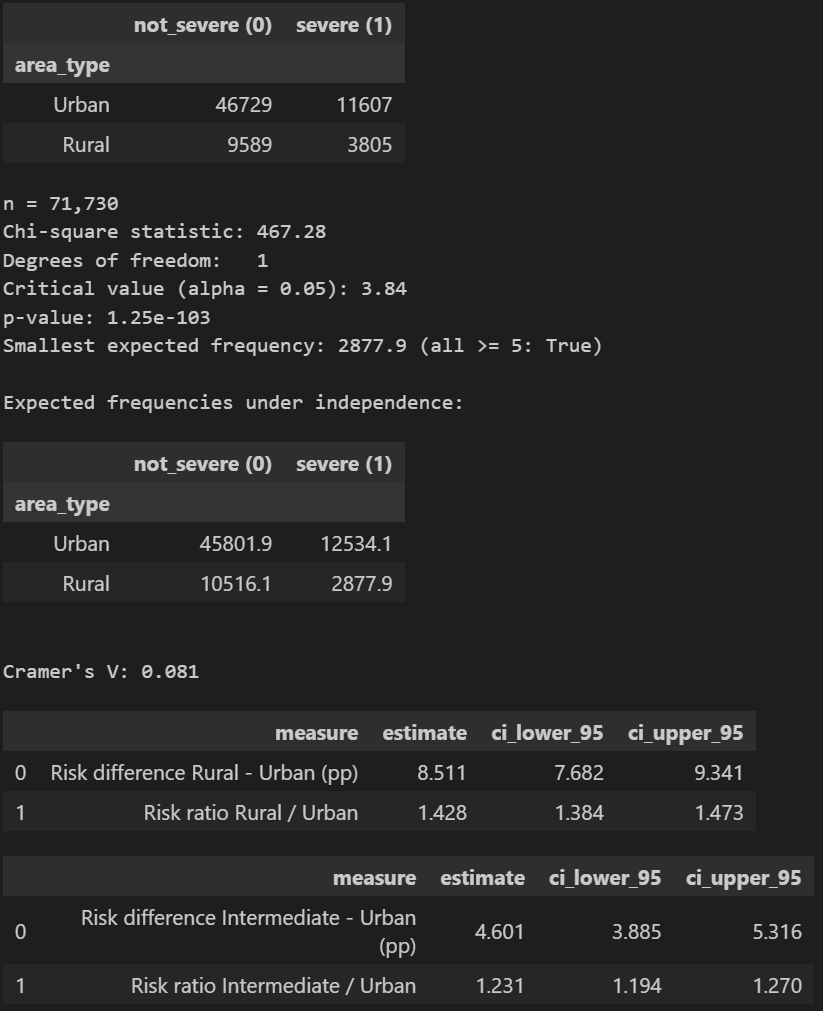 not_severe (0) severe (1)
area_type
Urban 46729 11607
Rural 9589 3805
n = 71,730
Chi-square statistic: 467.28
Degrees of freedom:   1
Critical value (alpha = 0.05): 3.84
p-value: 1.25e-103
Smallest expected frequency: 2877.9 (all >= 5: True)
Expected frequencies under independence:
not_severe (0) severe (1)
area_type
Urban 45801.9 12534.1
Rural 10516.1 2877.9
Cramer's V: 0.081
measure estimate ci_lower_95 ci_upper_95
0 Risk difference Rural - Urban (pp) 8.511 7.682 9.341
1 Risk ratio Rural / Urban 1.428 1.384 1.473
measure estimate ci_lower_95 ci_upper_95
0 Risk difference Intermediate - Urban (pp) 4.601 3.885 5.316
1 Risk ratio Intermediate / Urban 1.231 1.194 1.270